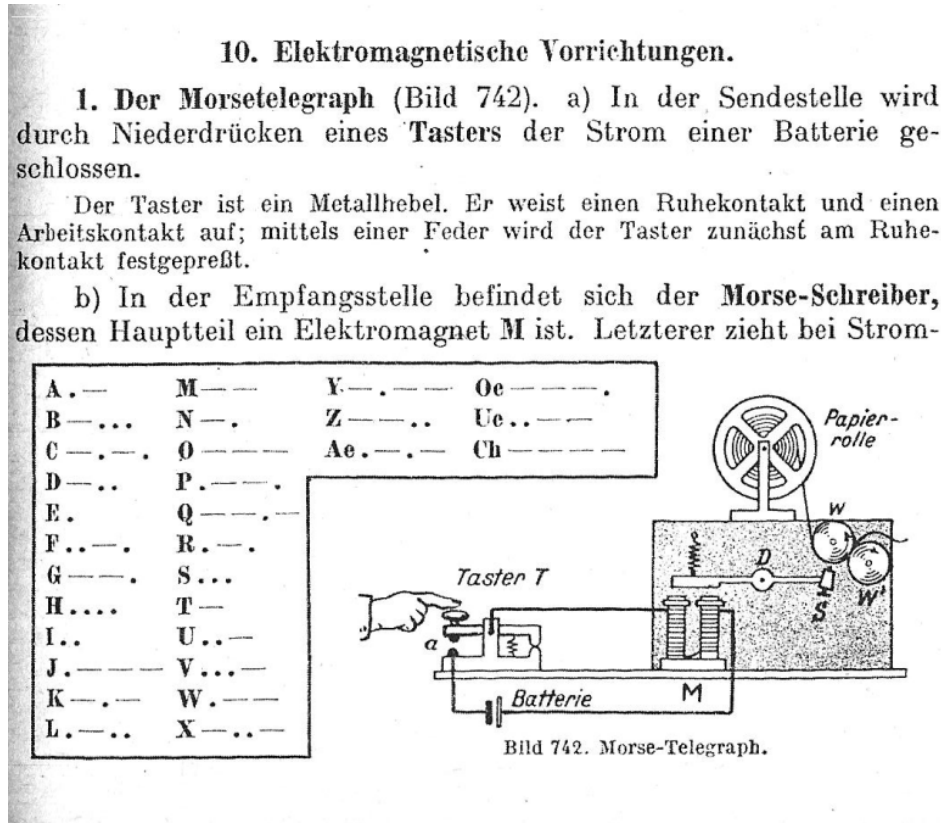 10. Elektromagnetische Vorrichtungen.
1. Der Morsetelegraph (Bild 742). a) In der Sendestelle wird
durch Niederdrücken eines Tasters der Strom einer Batterie ge-
schlossen.
Der Taster ist ein Metallhebel. Er weist einen Ruhekontakt und einen
Arbeitskontakt auf; mittels einer Feder wird der Taster zunächst am Ruhe-
kontakt festgepreßt.
b) In der Empfangsstelle befindet sich der Morse-Schreiber,
dessen Hauptteil ein Elektromagnet M ist. Letzterer zieht bei Strom-
A . — M — — Y — . — — Oe — — — .
B — . . . N — . Z — — . . Ue . . — —
C — . — . O — — — Ae . — . — Ch — — — —
D — . . P . — — .
E . Q — — . —
F . . — . R . — .
G — — . S . . .
H . . . . T —
I . . U . . —
J . — — — V . . . —
K — . — W . — —
L . — . . X — . . —
Papier-
rolle
W
D
Taster T
S
W'
a
Batterie
M
Bild 742. Morse-Telegraph.